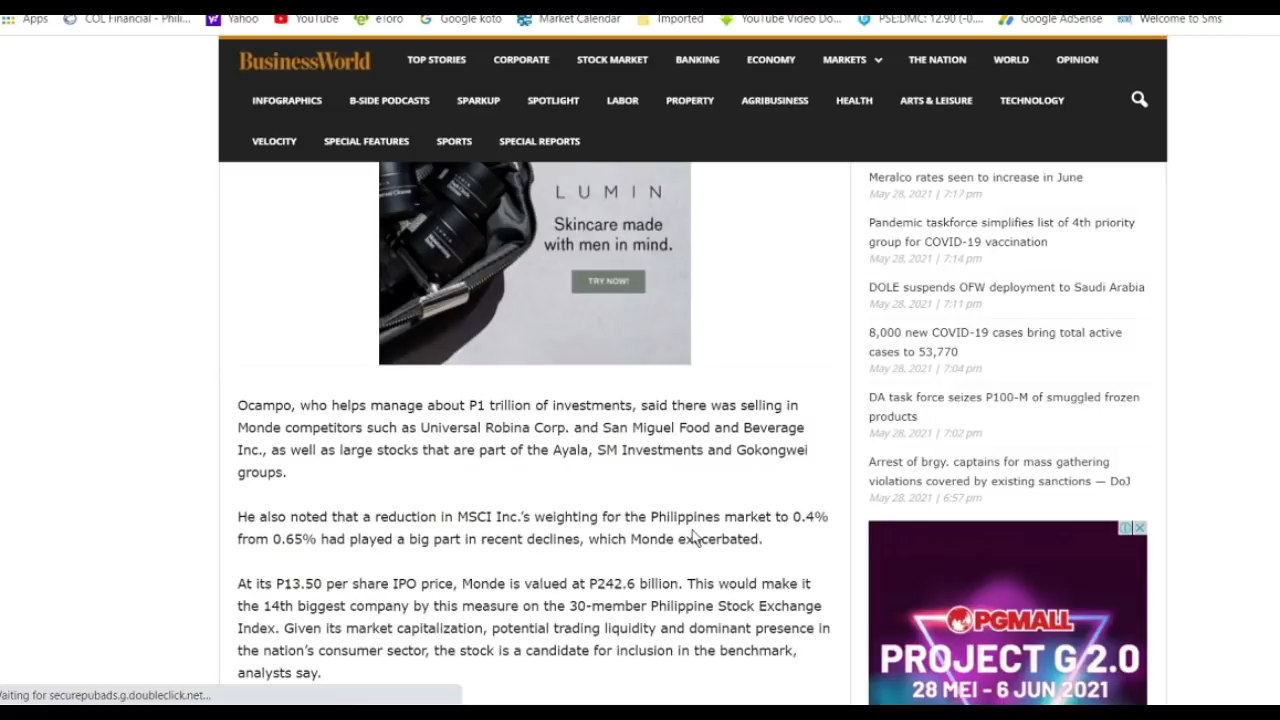 Apps COL Financial - Phili... Yahoo YouTube eToro Google koto Market Calendar Imported YouTube Video Do... PSE:DMC: 12.90 (-0.... Google AdSense Welcome to Sms
BusinessWorld TOP STORIES CORPORATE STOCK MARKET BANKING ECONOMY MARKETS THE NATION WORLD OPINION
INFOGRAPHICS B-SIDE PODCASTS SPARKUP SPOTLIGHT LABOR PROPERTY AGRIBUSINESS HEALTH ARTS & LEISURE TECHNOLOGY
VELOCITY SPECIAL FEATURES SPORTS SPECIAL REPORTS
LUMIN
Skincare made
with men in mind.
TRY NOW!
Ocampo, who helps manage about P1 trillion of investments, said there was selling in
Monde competitors such as Universal Robina Corp. and San Miguel Food and Beverage
Inc., as well as large stocks that are part of the Ayala, SM Investments and Gokongwei
groups.
He also noted that a reduction in MSCI Inc.'s weighting for the Philippines market to 0.4%
from 0.65% had played a big part in recent declines, which Monde exacerbated.
At its P13.50 per share IPO price, Monde is valued at P242.6 billion. This would make it
the 14th biggest company by this measure on the 30-member Philippine Stock Exchange
Index. Given its market capitalization, potential trading liquidity and dominant presence in
the nation's consumer sector, the stock is a candidate for inclusion in the benchmark,
analysts say.
Meralco rates seen to increase in June
May 28, 2021 | 7:17 pm
Pandemic taskforce simplifies list of 4th priority
group for COVID-19 vaccination
May 28, 2021 | 7:14 pm
DOLE suspends OFW deployment to Saudi Arabia
May 28, 2021 | 7:11 pm
8,000 new COVID-19 cases bring total active
cases to 53,770
May 28, 2021 | 7:04 pm
DA task force seizes P100-M of smuggled frozen
products
May 28, 2021 | 7:02 pm
Arrest of brgy. captains for mass gathering
violations covered by existing sanctions — DoJ
May 28, 2021 | 6:57 pm
PGMALL
PROJECT G 2.0
28 MEI - 6 JUN 2021
Waiting for securepubads.g.doubleclick.net...